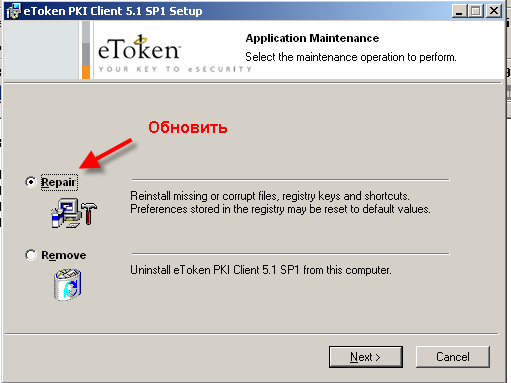 eToken PKI Client 5.1 SP1 Setup
eToken™
YOUR KEY TO eSECURITY
Application Maintenance
Select the maintenance operation to perform.
Обновить
Repair
Reinstall missing or corrupt files, registry keys and shortcuts.
Preferences stored in the registry may be reset to default values.
Remove
Uninstall eToken PKI Client 5.1 SP1 from this computer.
Next >
Cancel